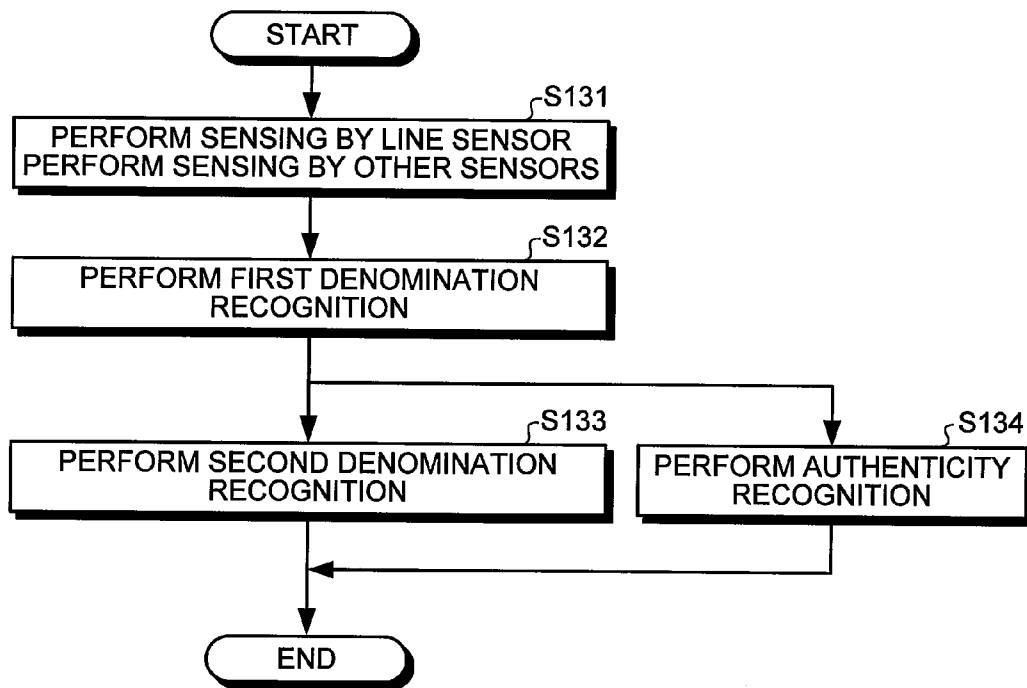 START
S131
PERFORM SENSING BY LINE SENSOR
PERFORM SENSING BY OTHER SENSORS
S132
PERFORM FIRST DENOMINATION
RECOGNITION
S133
PERFORM SECOND DENOMINATION
RECOGNITION
S134
PERFORM AUTHENTICITY
RECOGNITION
END